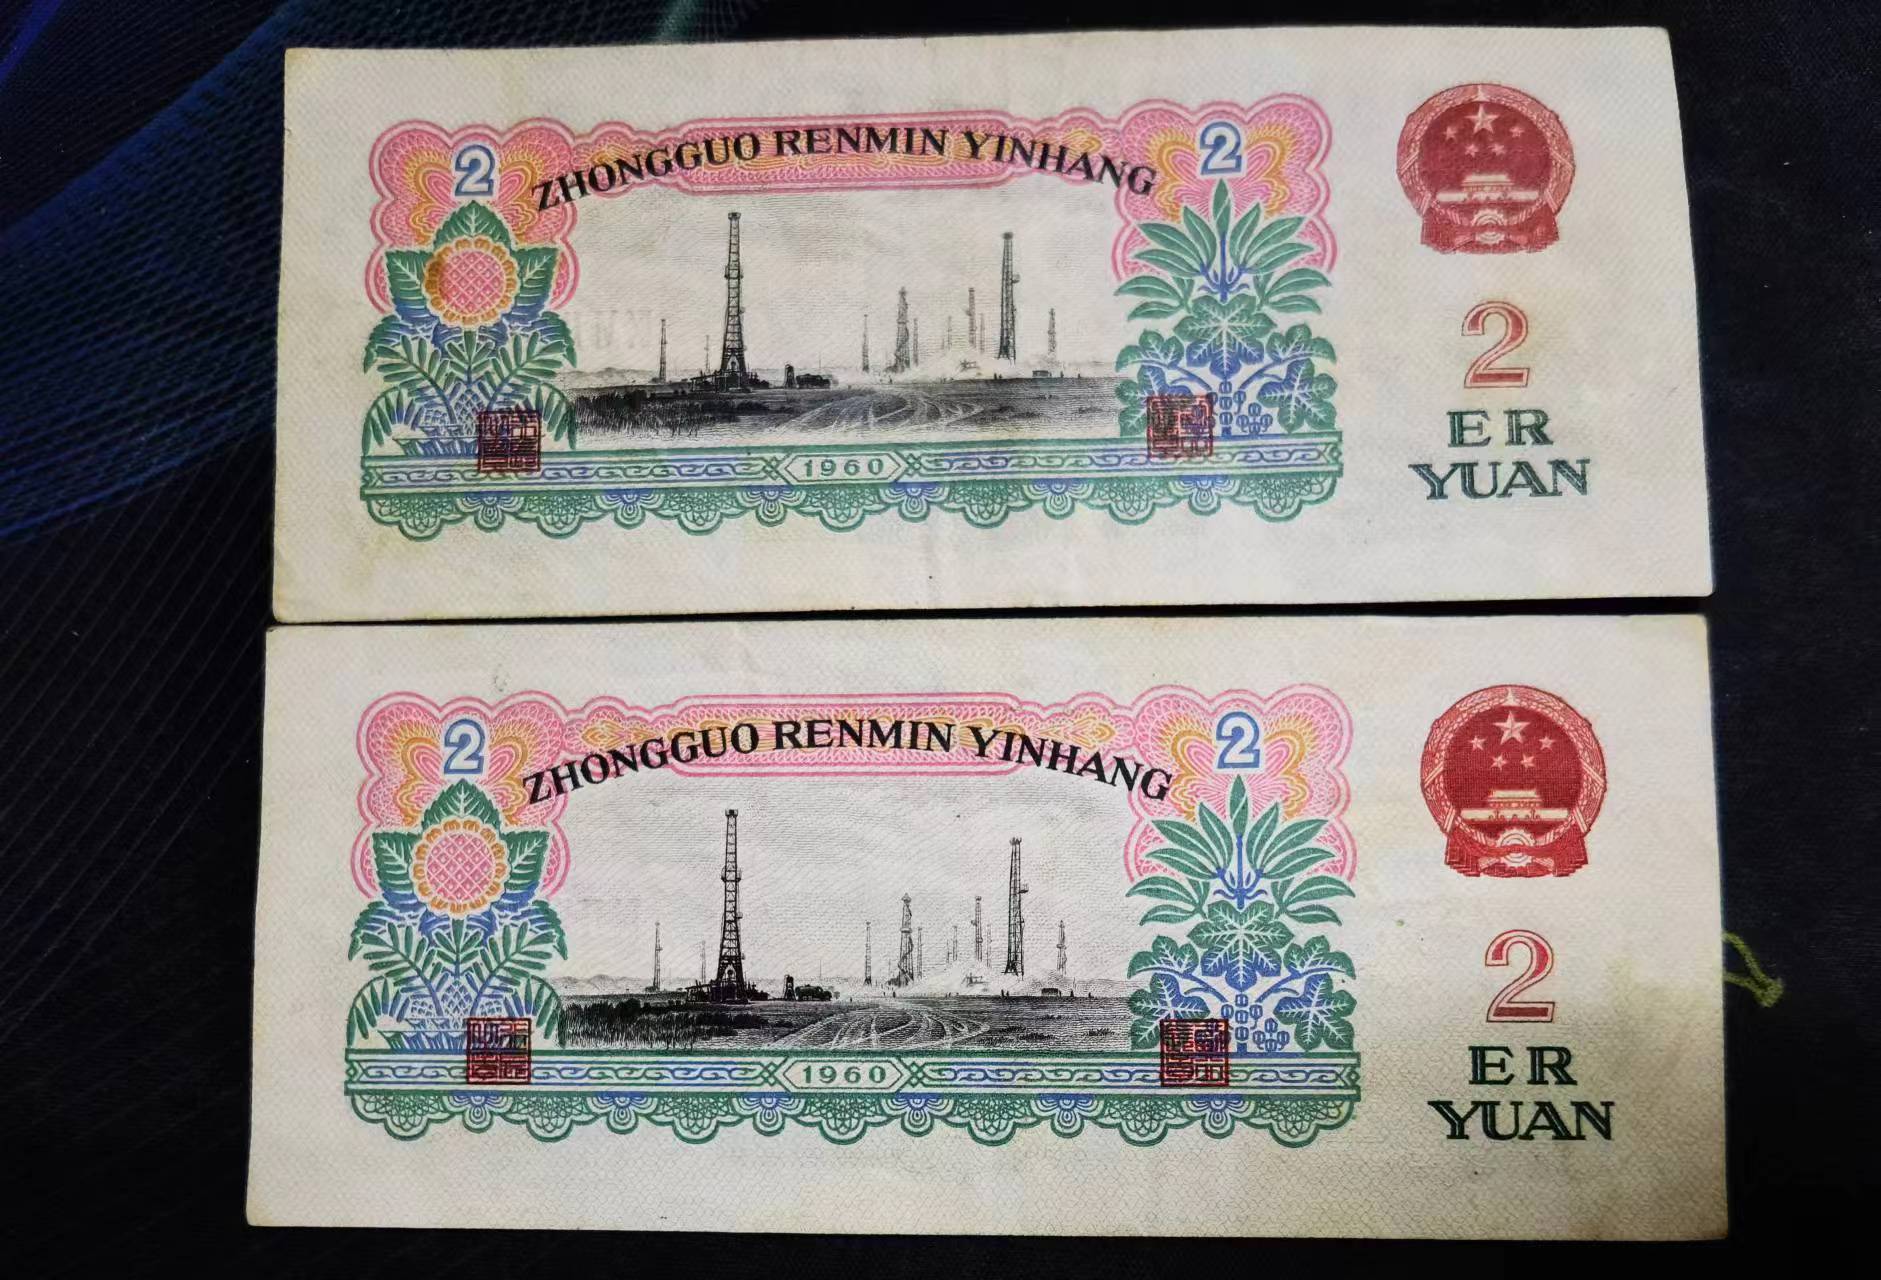 2
ZHONGGUO RENMIN YINHANG
2
1960
2
ER
YUAN
2
ZHONGGUO RENMIN YINHANG
2
1960
2
ER
YUAN